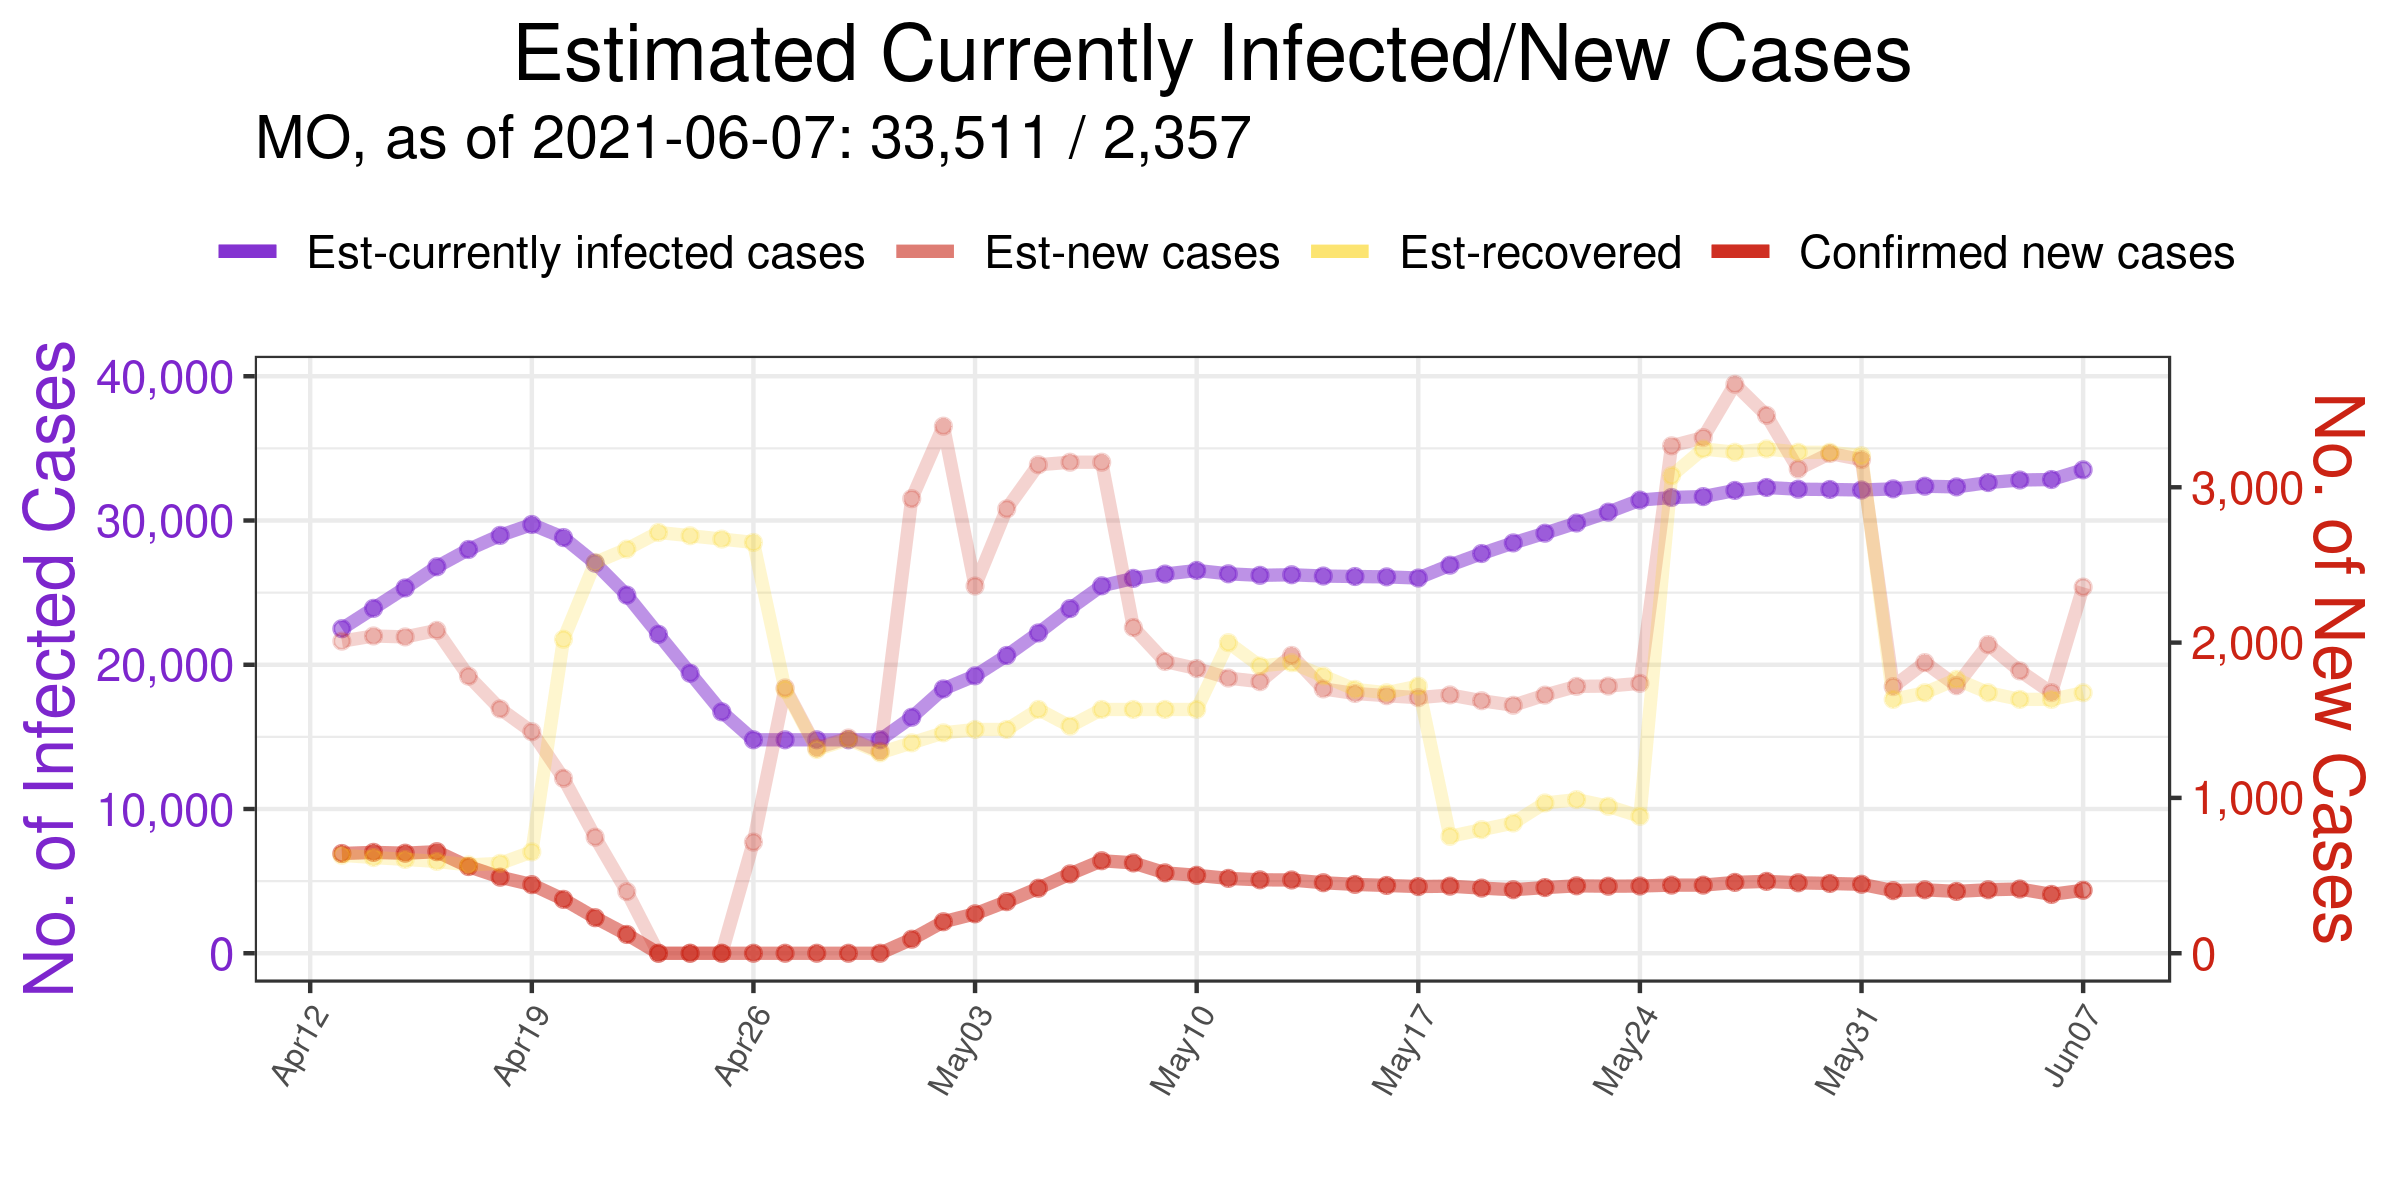 Estimated Currently Infected/New Cases
MO, as of 2021-06-07: 33,511 / 2,357
Est-currently infected cases Est-new cases Est-recovered Confirmed new cases
No. of Infected Cases
40,000
30,000
20,000
10,000
0
3,000
2,000
1,000
0
No. of New Cases
Apr12 Apr19 Apr26 May03 May10 May17 May24 May31 Jun07